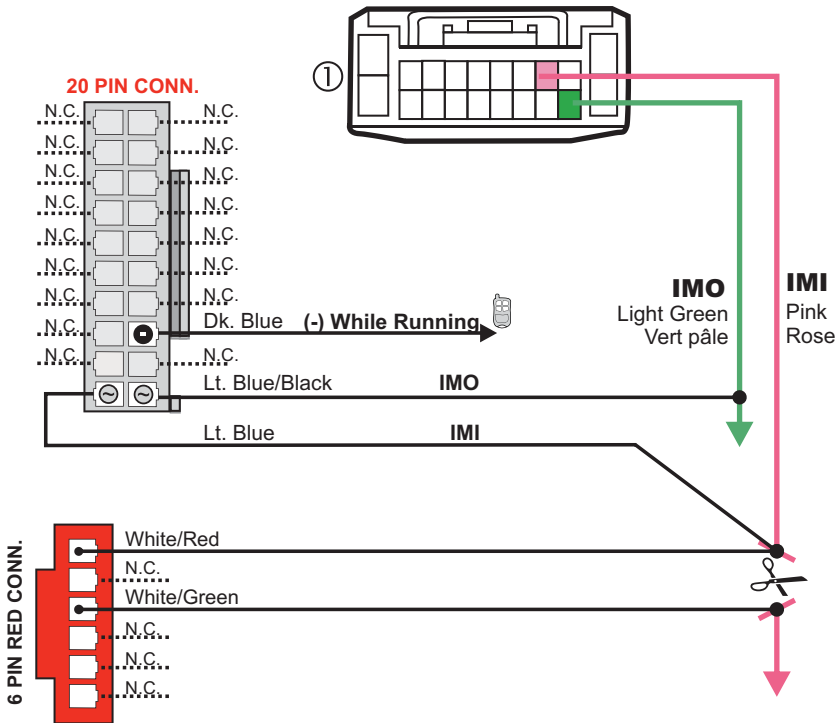 ①
20 PIN CONN.
N.C. N.C.
N.C. N.C.
N.C. N.C.
N.C. N.C.
N.C. N.C.
N.C. N.C.
N.C. N.C.
N.C. Dk. Blue (-) While Running
N.C. N.C.
Lt. Blue/Black IMO
Lt. Blue IMI
IMO
Light Green
Vert pâle
IMI
Pink
Rose
6 PIN RED CONN.
White/Red
N.C.
White/Green
N.C.
N.C.
N.C.